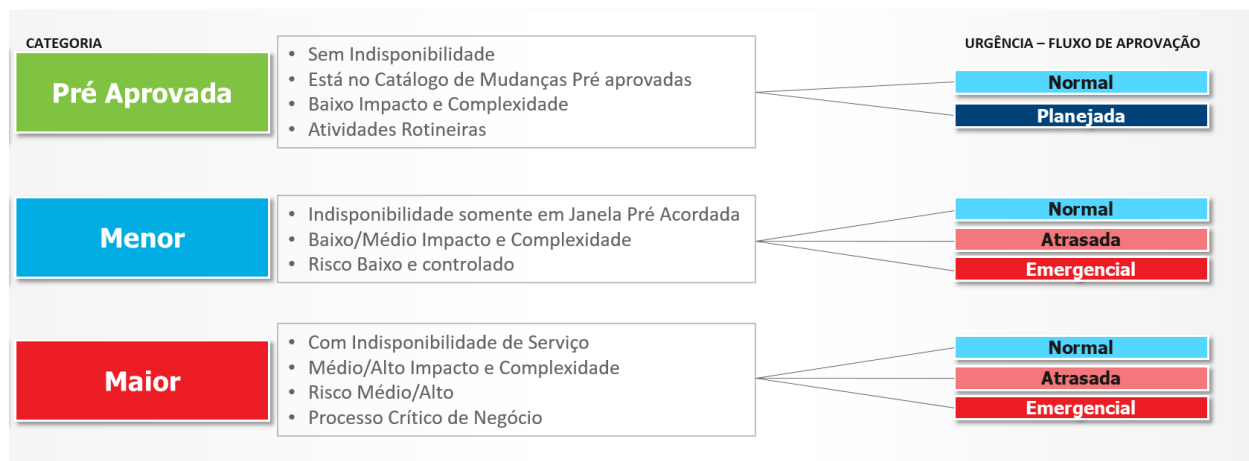 CATEGORIA
URGÊNCIA – FLUXO DE APROVAÇÃO
Pré Aprovada
• Sem Indisponibilidade
• Está no Catálogo de Mudanças Pré aprovadas
• Baixo Impacto e Complexidade
• Atividades Rotineiras
Normal
Planejada
Menor
• Indisponibilidade somente em Janela Pré Acordada
• Baixo/Médio Impacto e Complexidade
• Risco Baixo e controlado
Normal
Atrasada
Emergencial
Maior
• Com Indisponibilidade de Serviço
• Médio/Alto Impacto e Complexidade
• Risco Médio/Alto
• Processo Crítico de Negócio
Normal
Atrasada
Emergencial